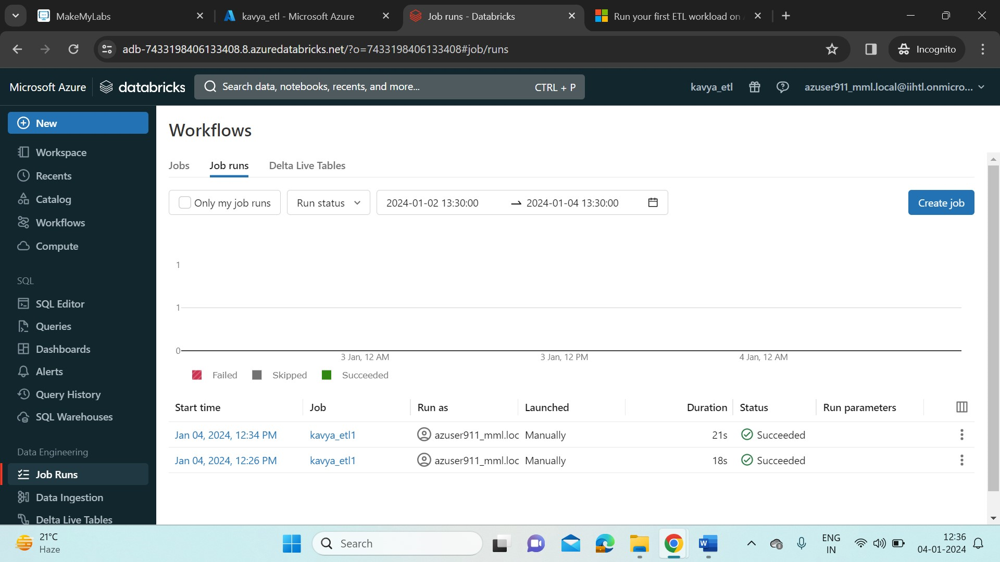 MakeMyLabs
kavya_etl - Microsoft Azure
Job runs - Databricks
Run your first ETL workload on
adb-7433198406133408.8.azuredatabricks.net/?o=7433198406133408#job/runs
Incognito
Microsoft Azure
databricks
Search data, notebooks, recents, and more...
CTRL + P
kavya_etl
azuser911_mml.local@iihtl.onmicro...
New
Workspace
Recents
Catalog
Workflows
Compute
SQL
SQL Editor
Queries
Dashboards
Alerts
Query History
SQL Warehouses
Data Engineering
Job Runs
Data Ingestion
Delta Live Tables
Workflows
Jobs Job runs Delta Live Tables
Only my job runs
Run status
2024-01-02 13:30:00
2024-01-04 13:30:00
Create job
1
1
0
3 Jan, 12 AM 3 Jan, 12 PM 4 Jan, 12 AM
Failed Skipped Succeeded
Start time Job Run as Launched Duration Status Run parameters
Jan 04, 2024, 12:34 PM kavya_etl1 azuser911_mml.loc Manually 21s Succeeded
Jan 04, 2024, 12:26 PM kavya_etl1 azuser911_mml.loc Manually 18s Succeeded
21°C
Haze
Search
W
ENG
IN
12:36
04-01-2024